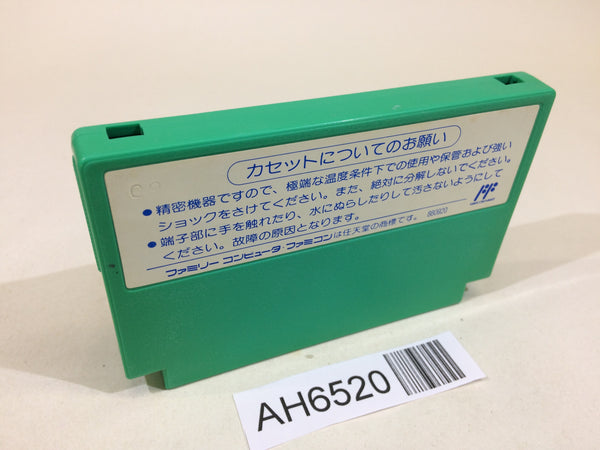 カセットについてのお願い
●精密機器ですので、極端な温度条件下での使用や保管および強い
ショックをさけてください。また、絶対に分解しないでください。
●端子部に手を触れたり、水にぬらしたりして汚さないようにして
ください。故障の原因となります。
ファミリーコンピュータ・ファミコンは任天堂の商標です。
AH6520